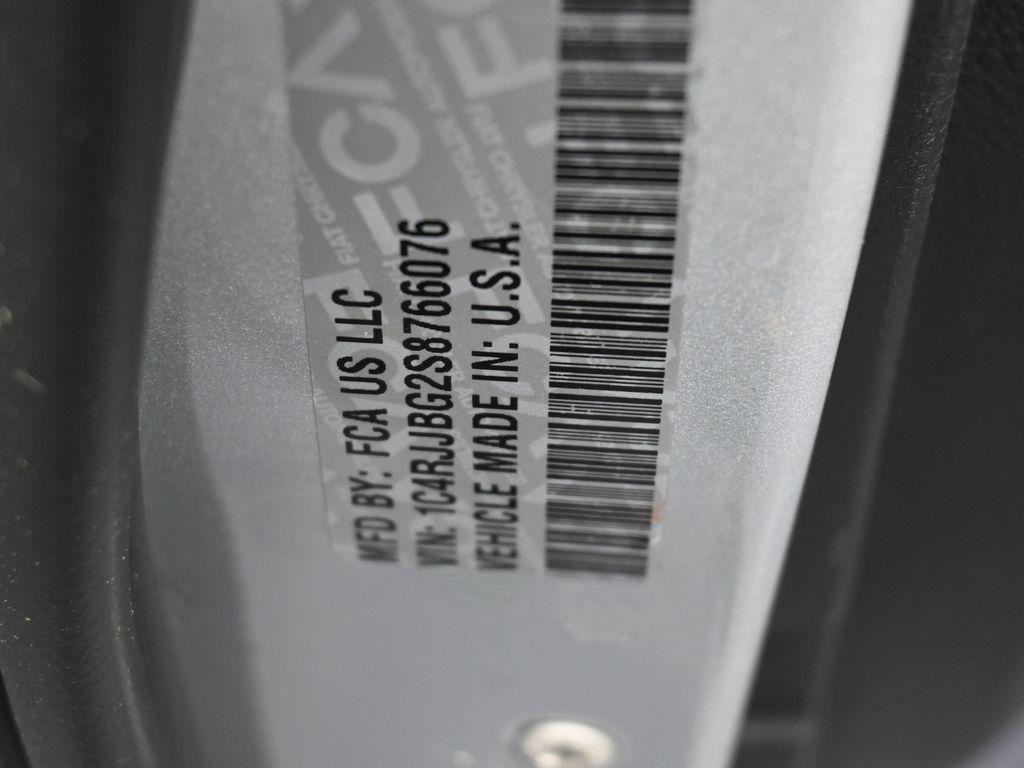 MFD BY: FCA US LLC
VIN: 1C4RJJBG2S8766076
VEHICLE MADE IN: U.S.A.